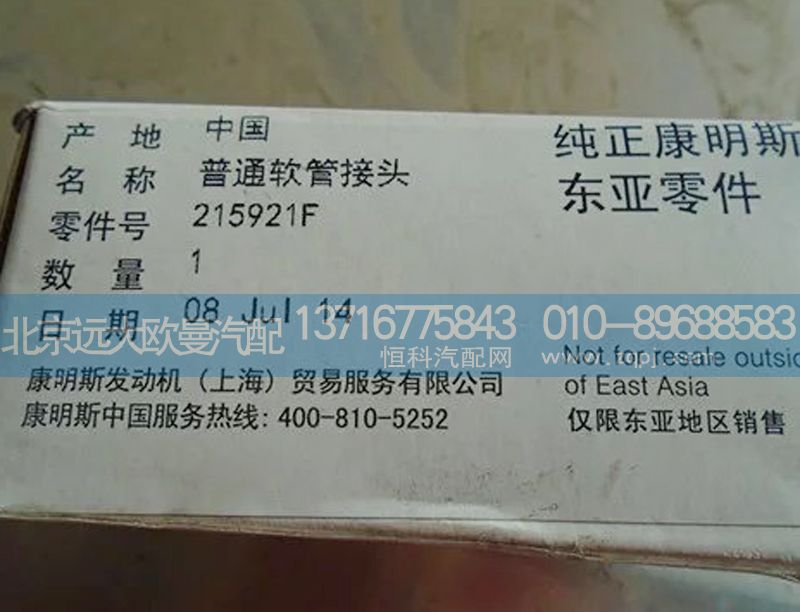 产 地 中国
名 称 普通软管接头
零件号 215921F
数 量 1
日 期 08 Jul 14
康明斯发动机（上海）贸易服务有限公司
康明斯中国服务热线: 400-810-5252
纯正康明斯
东亚零件
Not for resale outsid
of East Asia
仅限东亚地区销售
北京远大欧曼汽配 13716775843 010-89688583
恒科汽配网